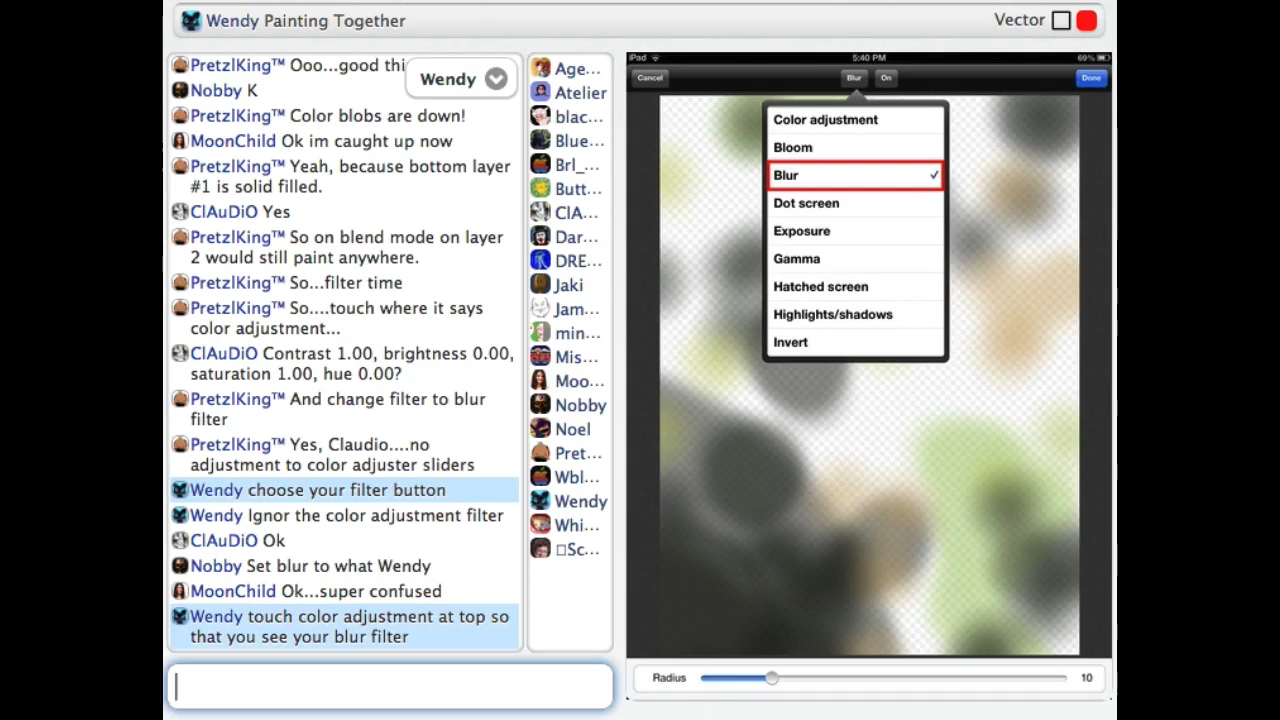 Wendy Painting Together
Vector
PretzlKing™ Ooo...good thi
Wendy
Nobby K
PretzlKing™ Color blobs are down!
MoonChild Ok im caught up now
PretzlKing™ Yeah, because bottom layer
#1 is solid filled.
ClAuDiO Yes
PretzlKing™ So on blend mode on layer
2 would still paint anywhere.
PretzlKing™ So...filter time
PretzlKing™ So....touch where it says
color adjustment...
ClAuDiO Contrast 1.00, brightness 0.00,
saturation 1.00, hue 0.00?
PretzlKing™ And change filter to blur
filter
PretzlKing™ Yes, Claudio....no
adjustment to color adjuster sliders
Wendy choose your filter button
Wendy Ignor the color adjustment filter
ClAuDiO Ok
Nobby Set blur to what Wendy
MoonChild Ok...super confused
Wendy touch color adjustment at top so
that you see your blur filter
Age...
Atelier
blac...
Blue...
Brl_...
Butt...
ClA...
Dar...
DRE...
Jaki
Jam...
min...
Mis...
Moo...
Nobby
Noel
Pret...
Wbl...
Wendy
Whi...
Sc...
iPad
5:40 PM
69%
Cancel
Blur
On
Done
Color adjustment
Bloom
Blur
Dot screen
Exposure
Gamma
Hatched screen
Highlights/shadows
Invert
Radius
10